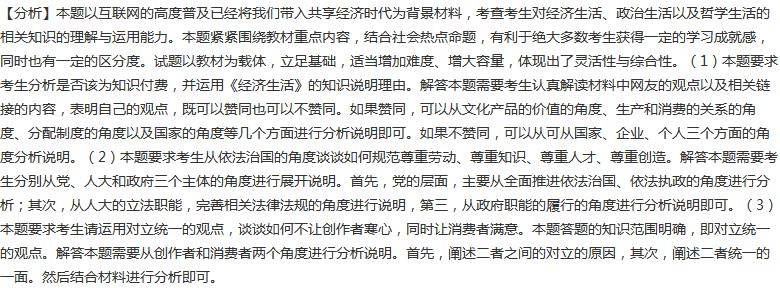 【分析】本题以互联网的高度普及已经将我们带入共享经济时代为背景材料，考查考生对经济生活、政治生活以及哲学生活的
相关知识的理解与运用能力。本题紧紧围绕教材重点内容，结合社会热点命题，有利于绝大多数考生获得一定的学习成就感，
同时也有一定的区分度。试题以教材为载体，立足基础，适当增加难度、增大容量，体现出了灵活性与综合性。（1）本题要求
考生分析是否该为知识付费，并运用《经济生活》的知识说明理由。解答本题需要考生认真解读材料中网友的观点以及相关链
接的内容，表明自己的观点，既可以赞同也可以不赞同。如果赞同，可以从文化产品的价值的角度、生产和消费的关系的角
度、分配制度的角度以及国家的角度等几个方面进行分析说明即可。如果不赞同，可以从可从国家、企业、个人三个方面的角
度分析说明。（2）本题要求考生从依法治国的角度谈谈如何规范尊重劳动、尊重知识、尊重人才、尊重创造。解答本题需要考
生分别从党、人大和政府三个主体的角度进行展开说明。首先，党的层面，主要从全面推进依法治国、依法执政的角度进行分
析；其次，从人大的立法职能，完善相关法律法规的角度进行说明，第三，从政府职能的履行的角度进行分析说明即可。（3）
本题要求考生请运用对立统一的观点，谈谈如何不让创作者寒心，同时让消费者满意。本题答题的知识范围明确，即对立统一
的观点。解答本题需要从创作者和消费者两个角度进行分析说明。首先，阐述二者之间的对立的原因，其次，阐述二者统一的
一面。然后结合材料进行分析即可。